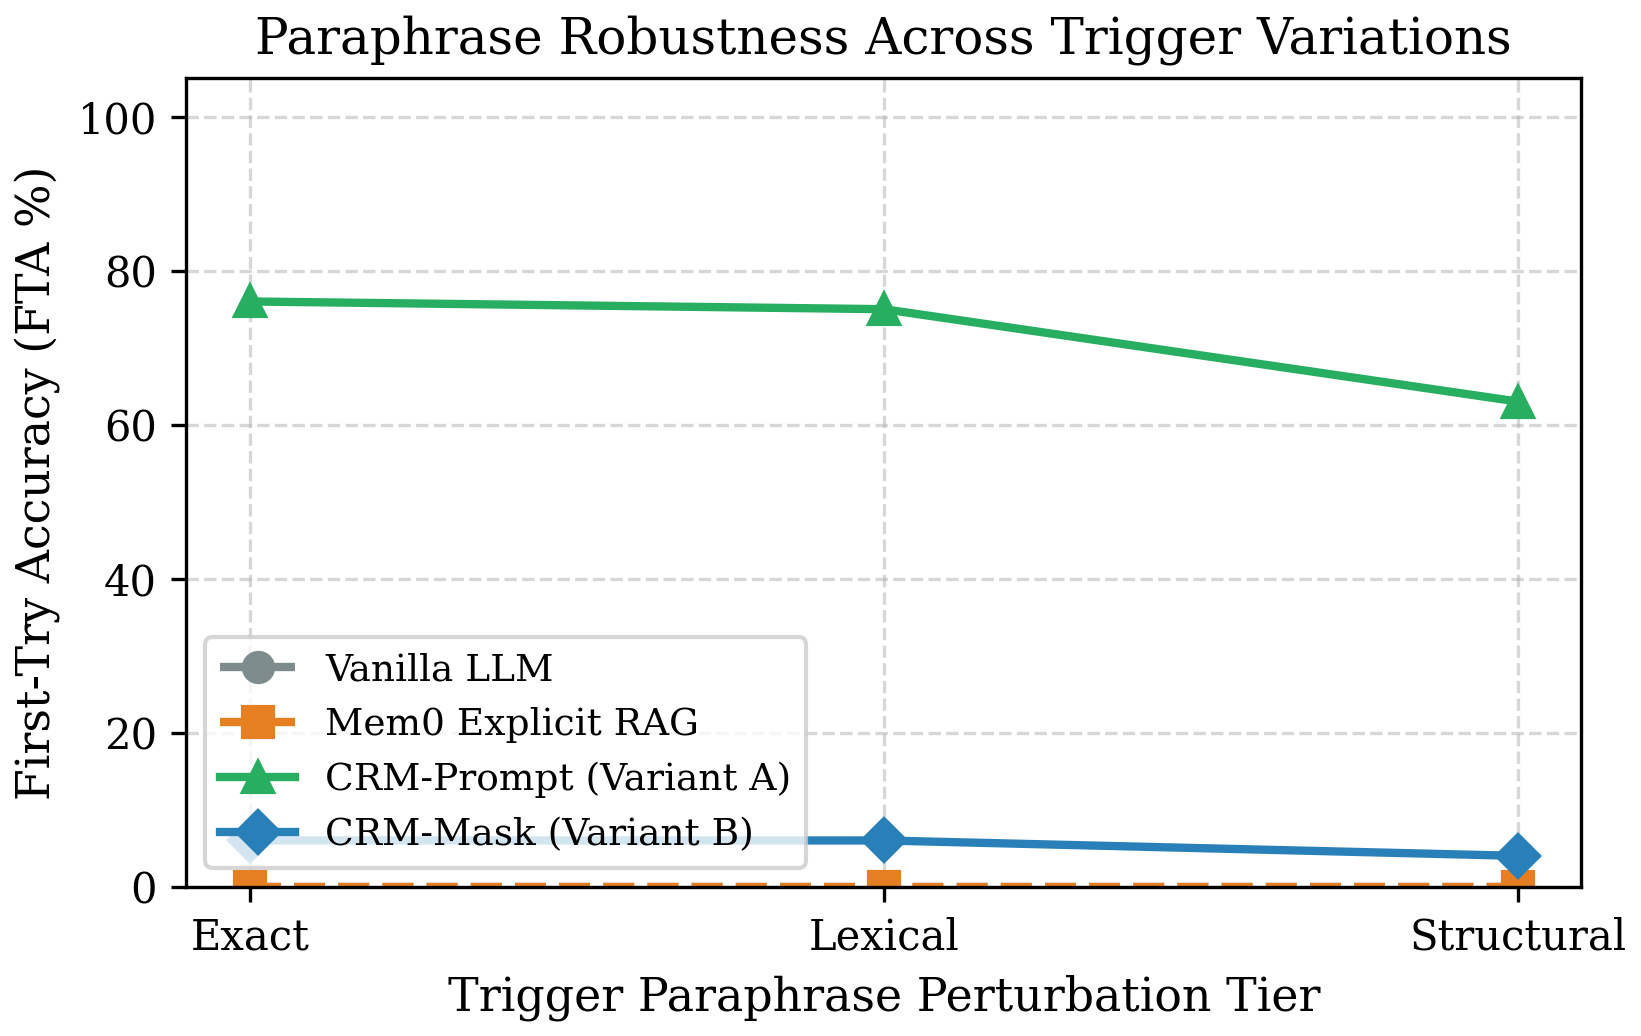 Paraphrase Robustness Across Trigger Variations
First-Try Accuracy (FTA %)
100
80
60
40
20
0
Vanilla LLM
Mem0 Explicit RAG
CRM-Prompt (Variant A)
CRM-Mask (Variant B)
Exact
Lexical
Structural
Trigger Paraphrase Perturbation Tier